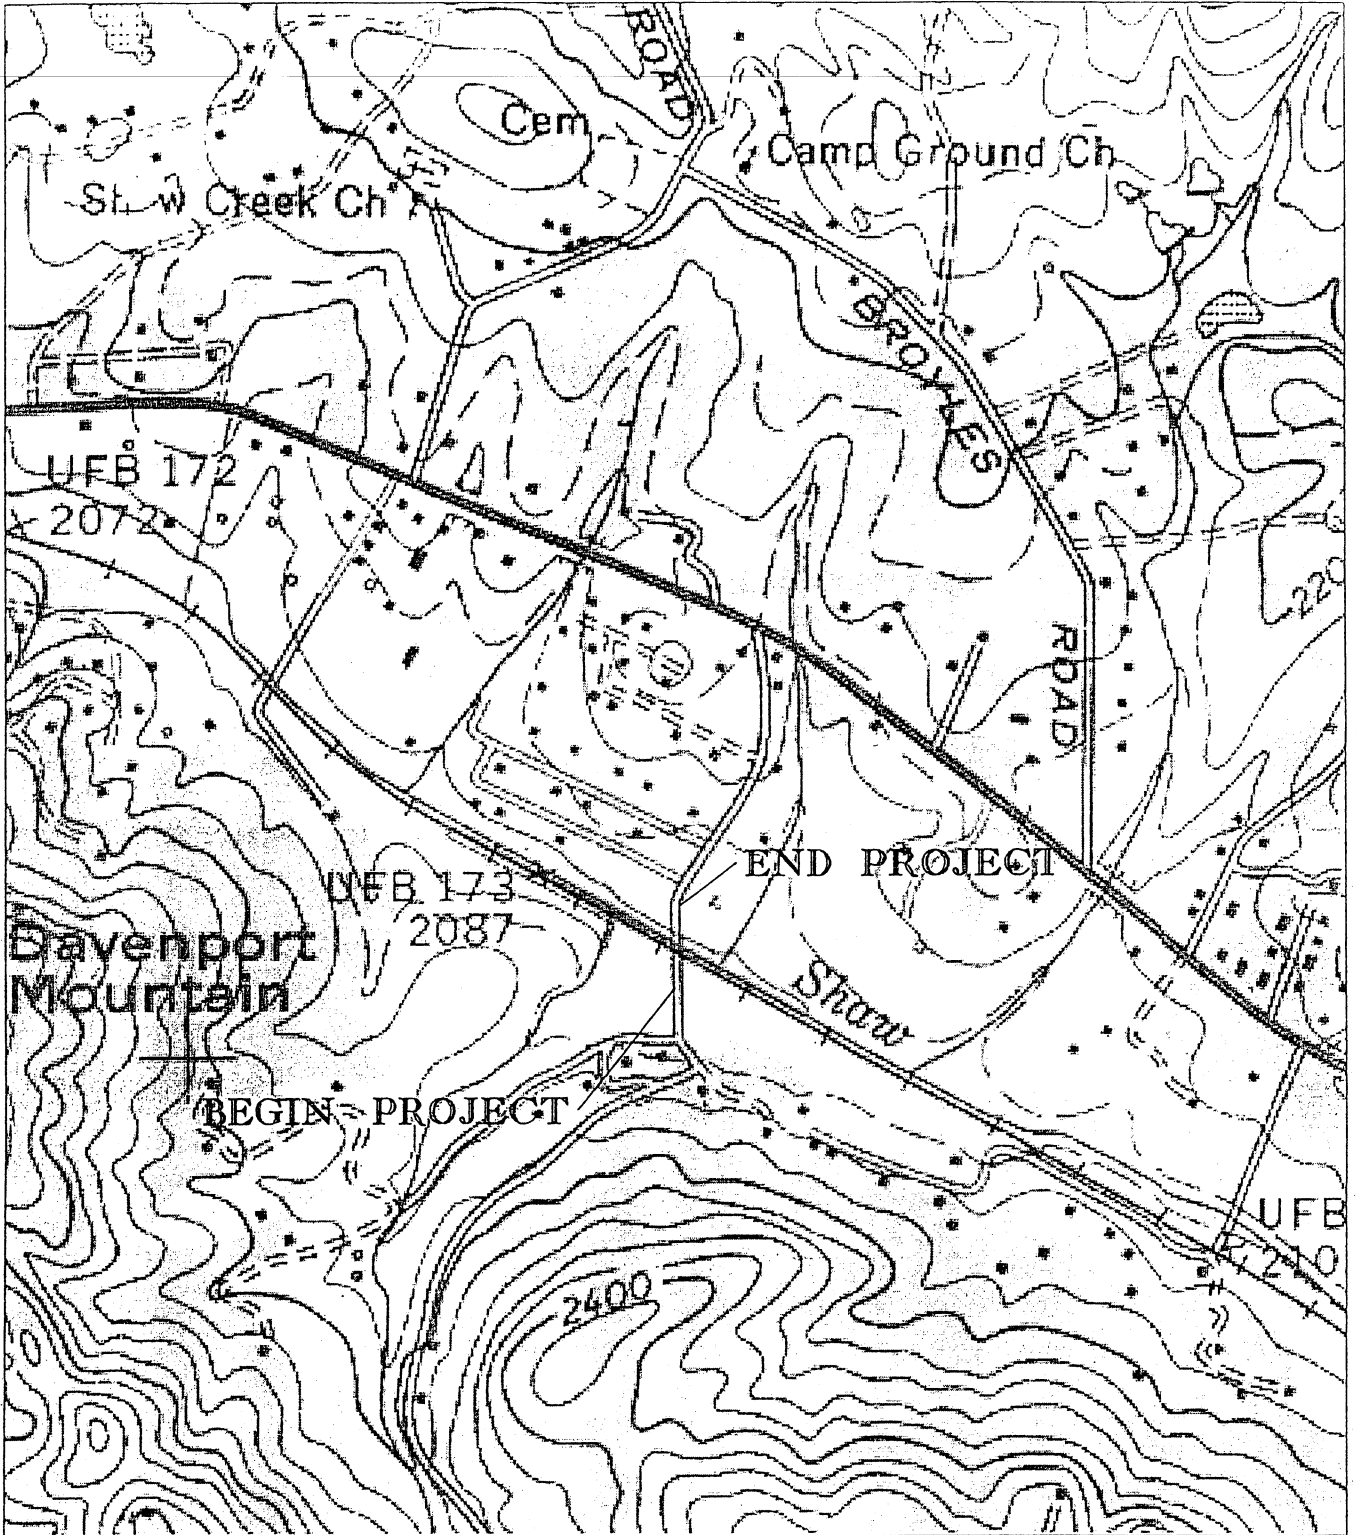 ROAD
Cem
Camp Ground Ch
Creek Ch
BROYLES
ROAD
UFB 172
2072
220
END PROJECT
UFB 173
2087
Davenport
Mountain
Shaw
BEGIN PROJECT
UFB
210
2400